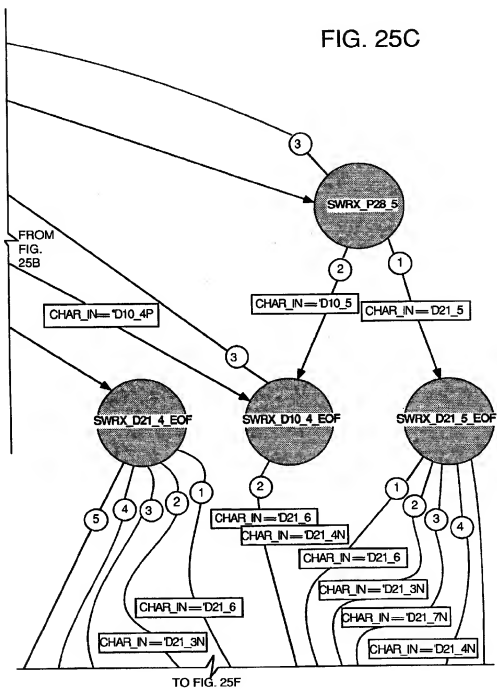 FIG. 25C
3
SWRX_P28_5
FROM
FIG.
25B
2
1
CHAR_IN=='D10_5
CHAR_IN=='D21_5
CHAR_IN=='D10_4P
3
SWRX_D21_4_EOF
SWRX_D10_4_EOF
SWRX_D21_5_EOF
5
4
3
2
1
2
1
2
3
4
CHAR_IN=='D21_6
CHAR_IN=='D21_4N
CHAR_IN=='D21_6
CHAR_IN=='D21_3N
CHAR_IN=='D21_6
CHAR_IN=='D21_7N
CHAR_IN=='D21_3N
CHAR_IN=='D21_4N
TO FIG. 25F